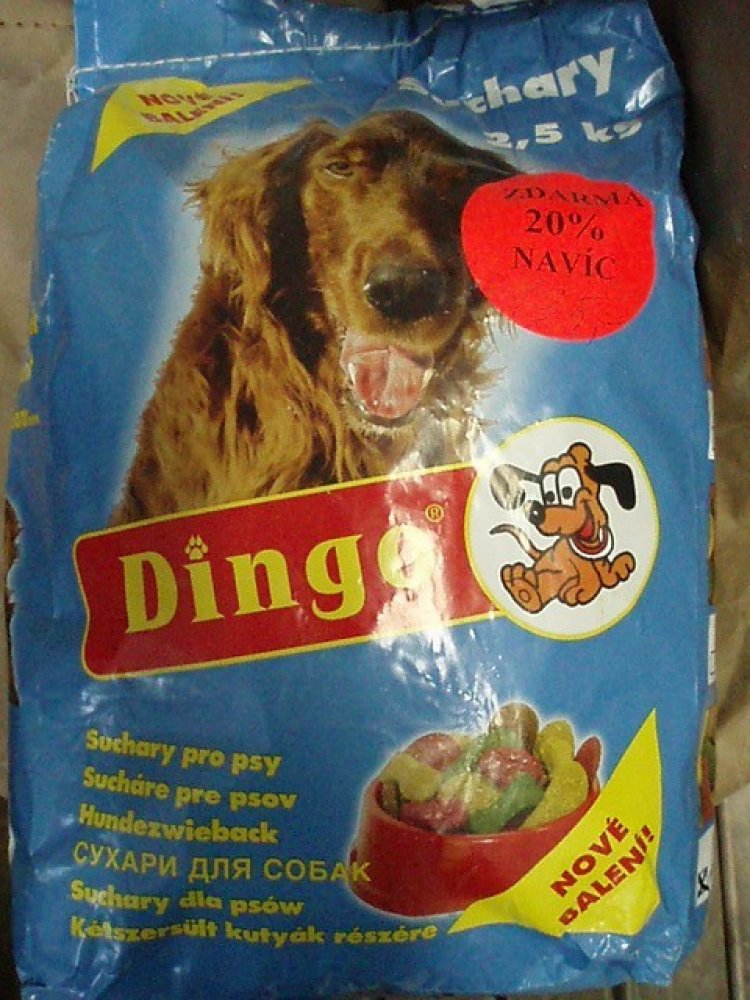 NOVÉ
BALENÍ!
Suchary
2,5 kg
ZDARMA
20%
NAVÍC
Dingo®
Suchary pro psy
Sucháre pre psov
Hundezwieback
СУХАРИ ДЛЯ СОБАК
Suchary dla psów
Kétszersült kutyák részére
NOVÉ
BALENÍ!